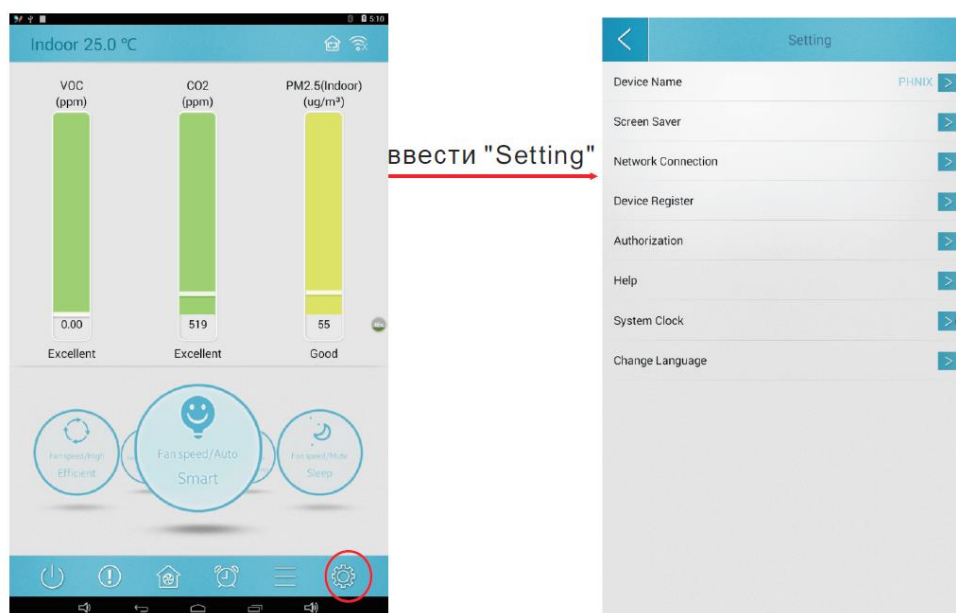 5:10
Indoor 25.0 °C
VOC
(ppm)
CO2
(ppm)
PM2.5(Indoor)
(ug/m³)
0.00
519
55
Excellent
Excellent
Good
Fan speed/High
Efficient
Fan speed/Auto
Smart
Fan speed/Mute
Sleep
ввести "Setting"
Setting
Device Name
PHNIX
Screen Saver
Network Connection
Device Register
Authorization
Help
System Clock
Change Language